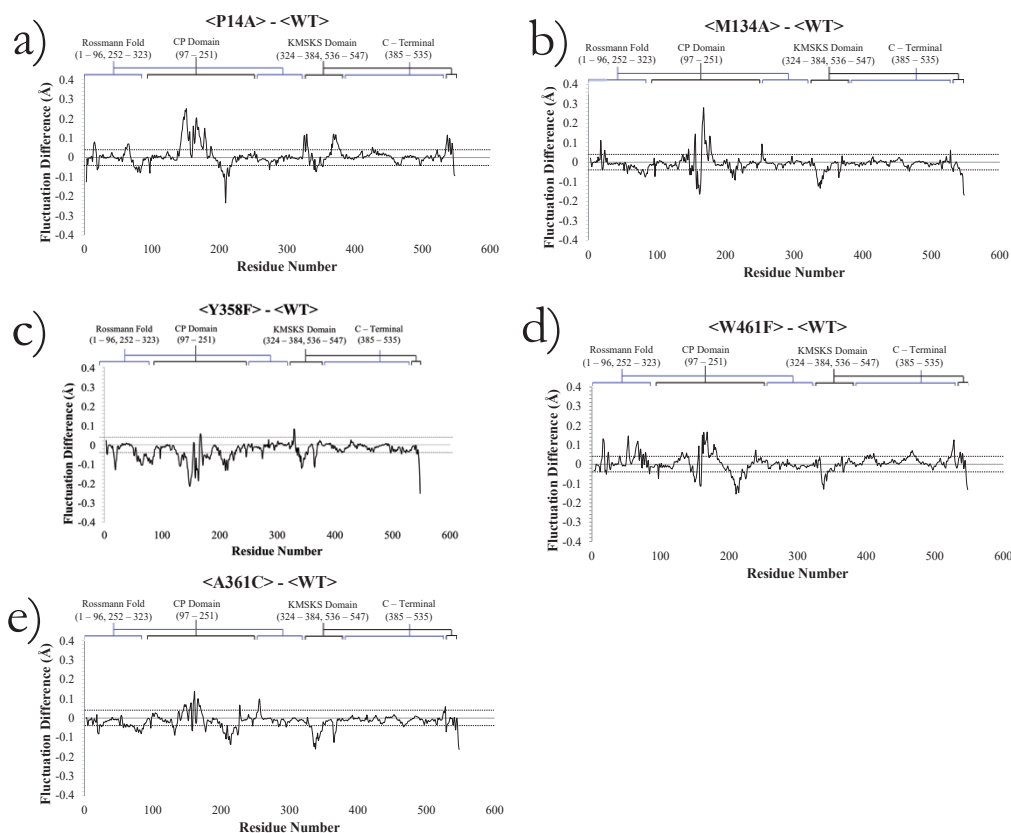 a)
<P14A> - <WT>
Rossmann Fold
(1 – 96, 252 – 323)
CP Domain
(97 – 251)
KMSKS Domain
(324 – 384, 536 – 547)
C – Terminal
(385 – 535)
Fluctuation Difference (Å)
0.4
0.3
0.2
0.1
0
-0.1
-0.2
-0.3
-0.4
0 100 200 300 400 500 600
Residue Number
b)
<M134A> - <WT>
Rossmann Fold
(1 – 96, 252 – 323)
CP Domain
(97 – 251)
KMSKS Domain
(324 – 384, 536 – 547)
C – Terminal
(385 – 535)
Fluctuation Difference (Å)
0.4
0.3
0.2
0.1
0
-0.1
-0.2
-0.3
-0.4
0 100 200 300 400 500 600
Residue Number
c)
<Y358F> - <WT>
Rossmann Fold
(1 – 96, 252 – 323)
CP Domain
(97 – 251)
KMSKS Domain
(324 – 384, 536 – 547)
C – Terminal
(385 – 535)
Fluctuation Difference (Å)
0.4
0.3
0.2
0.1
0
-0.1
-0.2
-0.3
-0.4
0 100 200 300 400 500 600
Residue Number
d)
<W461F> - <WT>
Rossmann Fold
(1 – 96, 252 – 323)
CP Domain
(97 – 251)
KMSKS Domain
(324 – 384, 536 – 547)
C – Terminal
(385 – 535)
Fluctuation Difference (Å)
0.4
0.3
0.2
0.1
0
-0.1
-0.2
-0.3
-0.4
0 100 200 300 400 500 600
Residue Number
e)
<A361C> - <WT>
Rossmann Fold
(1 – 96, 252 – 323)
CP Domain
(97 – 251)
KMSKS Domain
(324 – 384, 536 – 547)
C – Terminal
(385 – 535)
Fluctuation Difference (Å)
0.4
0.3
0.2
0.1
0
-0.1
-0.2
-0.3
-0.4
0 100 200 300 400 500 600
Residue Number